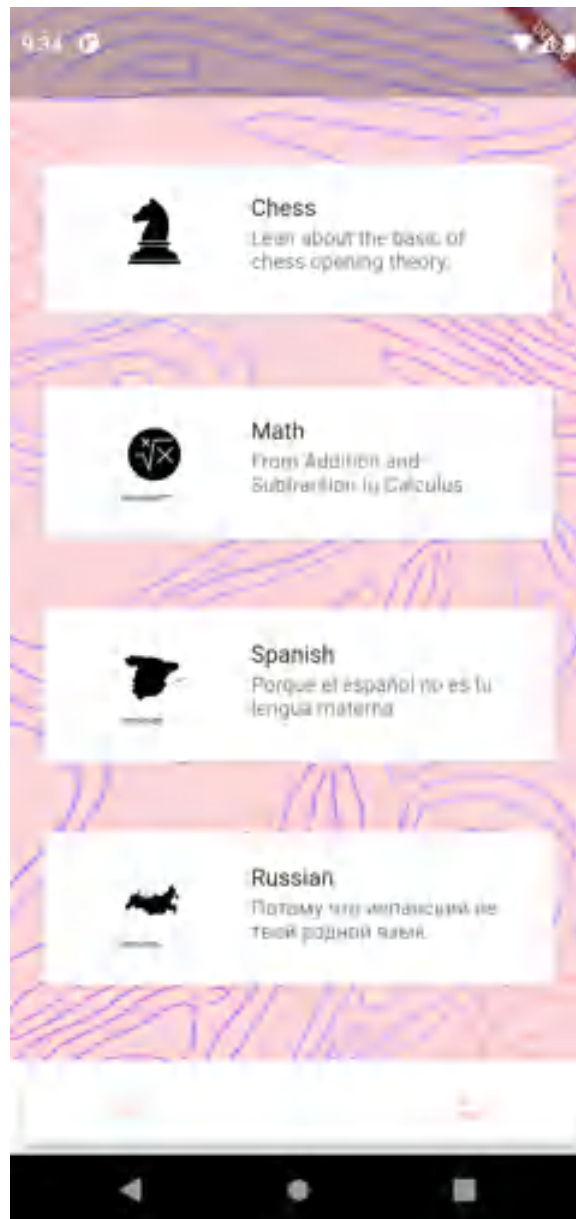 9:34
Chess
Lean about the basic of
chess opening theory.
Math
From Addition and
Subtraction to Calculus
Spanish
Porque el español no es tu
lengua materna
Russian
Потому что испанский не
твой родной язык.